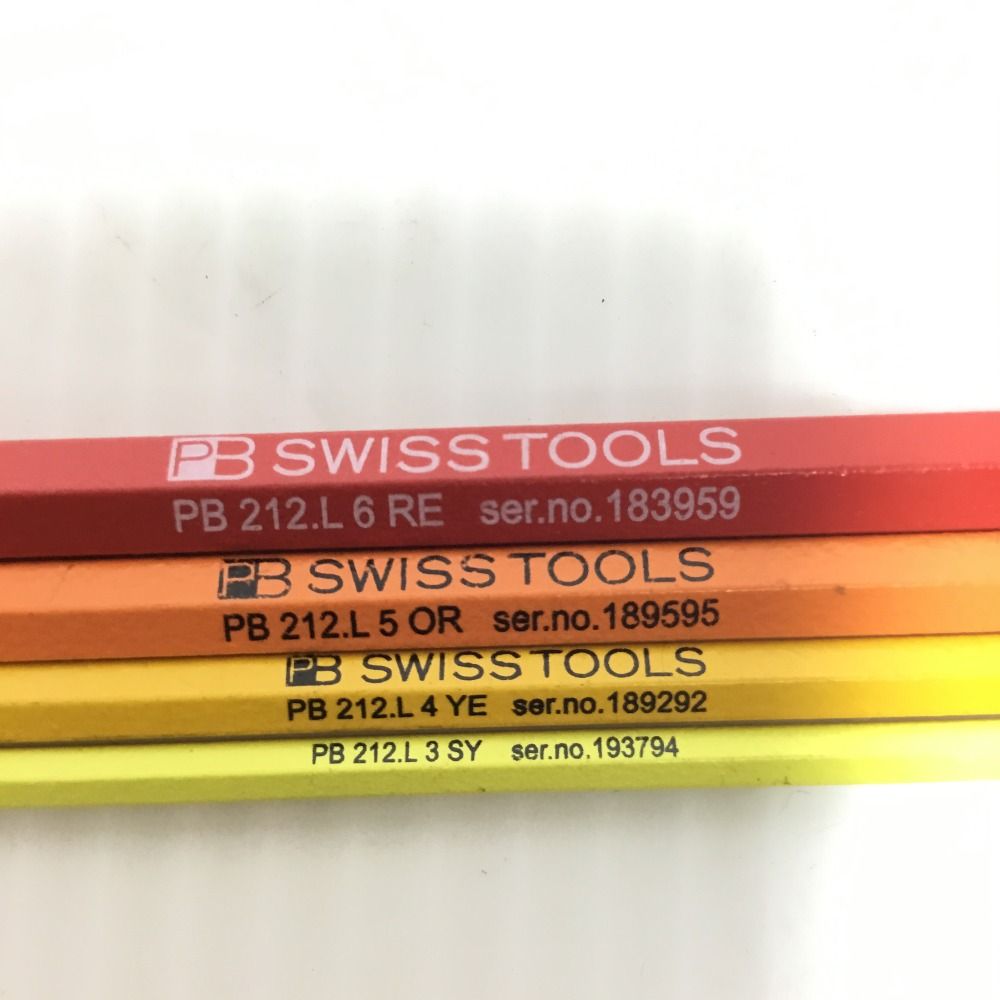 PB SWISS TOOLS
PB 212.L 6 RE ser.no.183959
PB SWISS TOOLS
PB 212.L 5 OR ser.no.189595
PB SWISS TOOLS
PB 212.L 4 YE ser.no.189292
PB 212.L 3 SY ser.no.193794